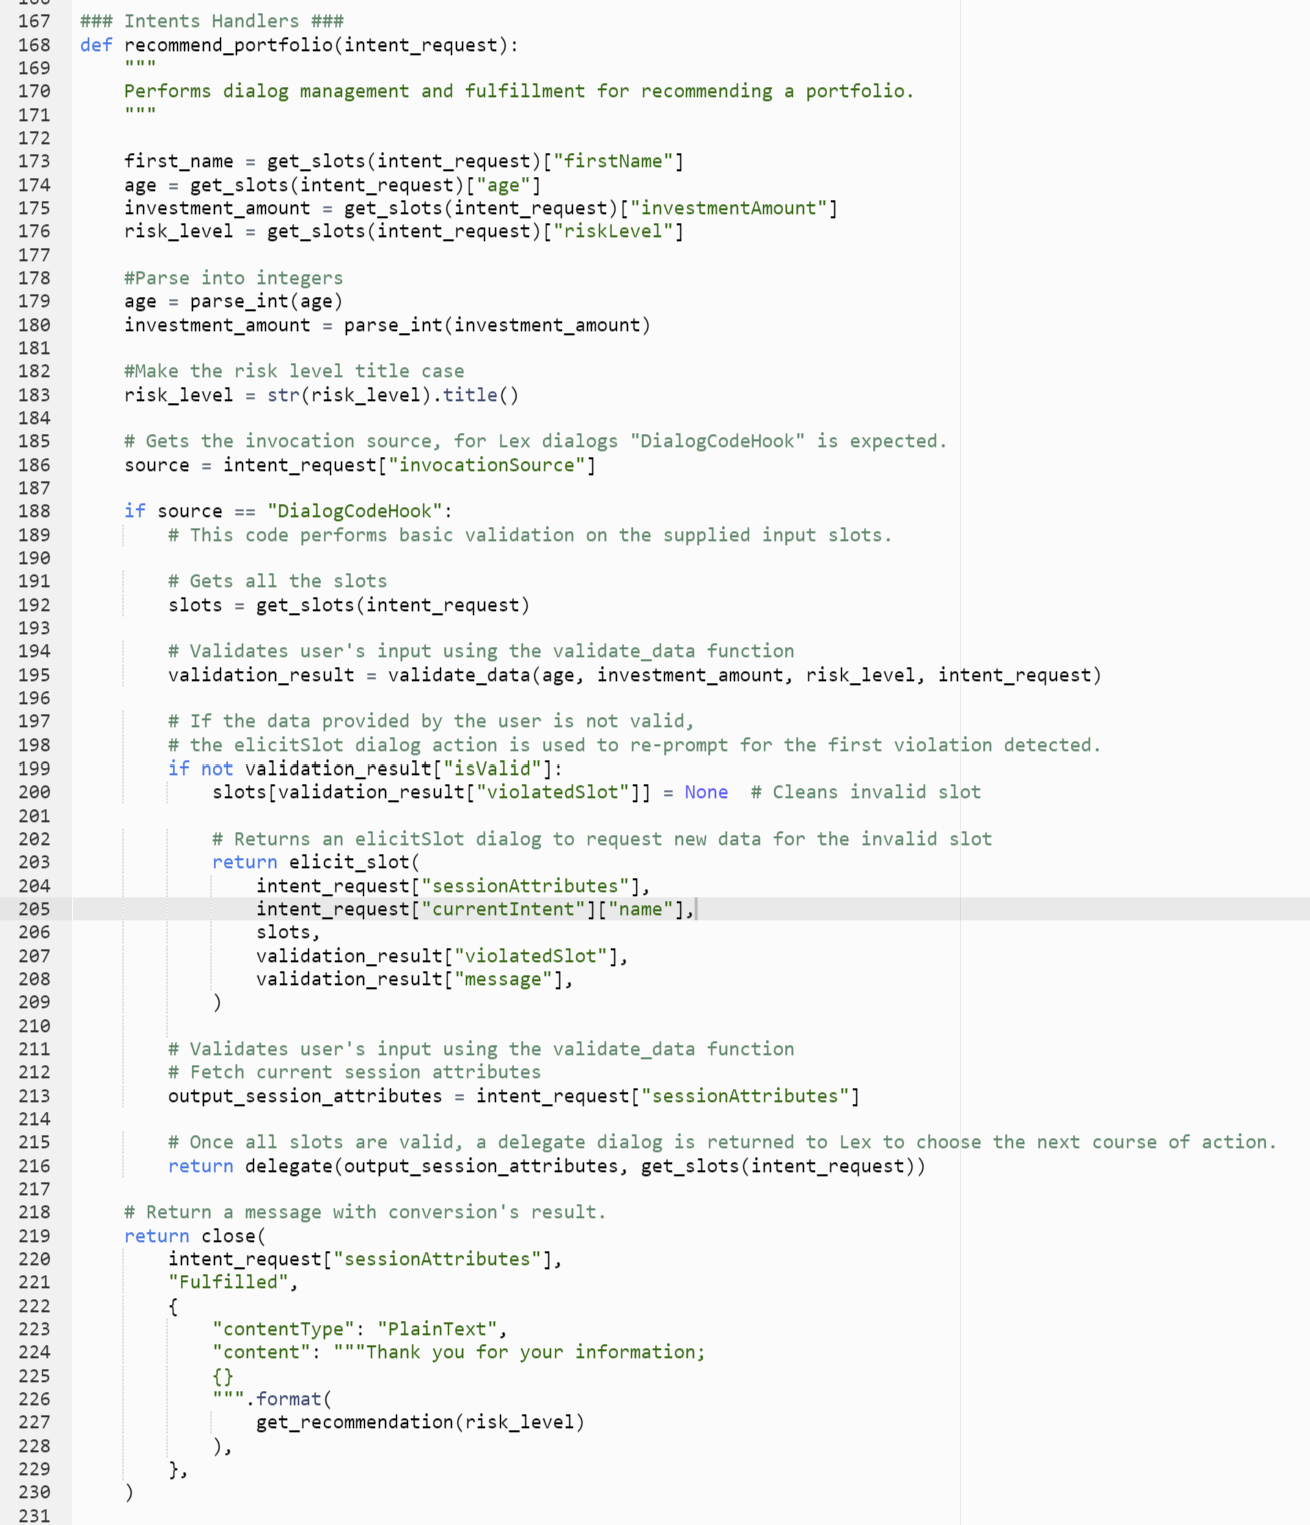 167 ### Intents Handlers ###
168 def recommend_portfolio(intent_request):
169     """
170     Performs dialog management and fulfillment for recommending a portfolio.
171     """
172
173     first_name = get_slots(intent_request)["firstName"]
174     age = get_slots(intent_request)["age"]
175     investment_amount = get_slots(intent_request)["investmentAmount"]
176     risk_level = get_slots(intent_request)["riskLevel"]
177
178     #Parse into integers
179     age = parse_int(age)
180     investment_amount = parse_int(investment_amount)
181
182     #Make the risk level title case
183     risk_level = str(risk_level).title()
184
185     # Gets the invocation source, for Lex dialogs "DialogCodeHook" is expected.
186     source = intent_request["invocationSource"]
187
188     if source == "DialogCodeHook":
189         # This code performs basic validation on the supplied input slots.
190
191         # Gets all the slots
192         slots = get_slots(intent_request)
193
194         # Validates user's input using the validate_data function
195         validation_result = validate_data(age, investment_amount, risk_level, intent_request)
196
197         # If the data provided by the user is not valid,
198         # the elicitSlot dialog action is used to re-prompt for the first violation detected.
199         if not validation_result["isValid"]:
200             slots[validation_result["violatedSlot"]] = None  # Cleans invalid slot
201
202             # Returns an elicitSlot dialog to request new data for the invalid slot
203             return elicit_slot(
204                 intent_request["sessionAttributes"],
205                 intent_request["currentIntent"]["name"],
206                 slots,
207                 validation_result["violatedSlot"],
208                 validation_result["message"],
209             )
210
211         # Validates user's input using the validate_data function
212         # Fetch current session attributes
213         output_session_attributes = intent_request["sessionAttributes"]
214
215         # Once all slots are valid, a delegate dialog is returned to Lex to choose the next course of action.
216         return delegate(output_session_attributes, get_slots(intent_request))
217
218     # Return a message with conversion's result.
219     return close(
220         intent_request["sessionAttributes"],
221         "Fulfilled",
222         {
223             "contentType": "PlainText",
224             "content": """Thank you for your information;
225             {}
226             """.format(
227                 get_recommendation(risk_level)
228             ),
229         },
230     )
231